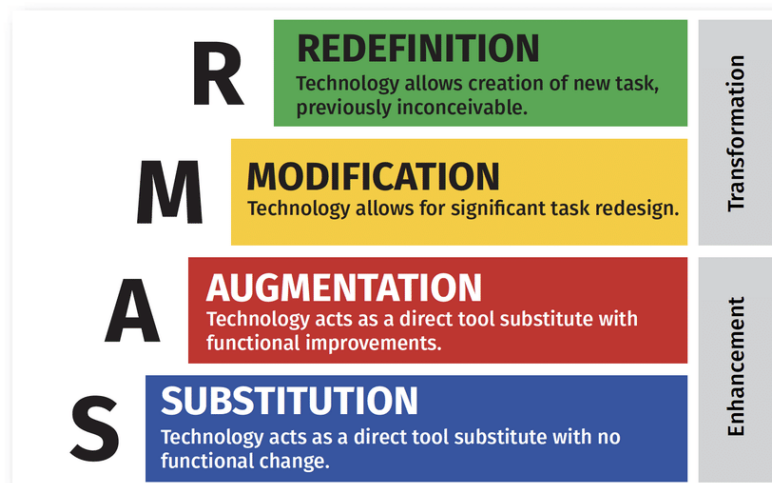 R
REDEFINITION
Technology allows creation of new task,
previously inconceivable.
M
MODIFICATION
Technology allows for significant task redesign.
Transformation
A
AUGMENTATION
Technology acts as a direct tool substitute with
functional improvements.
S
SUBSTITUTION
Technology acts as a direct tool substitute with no
functional change.
Enhancement